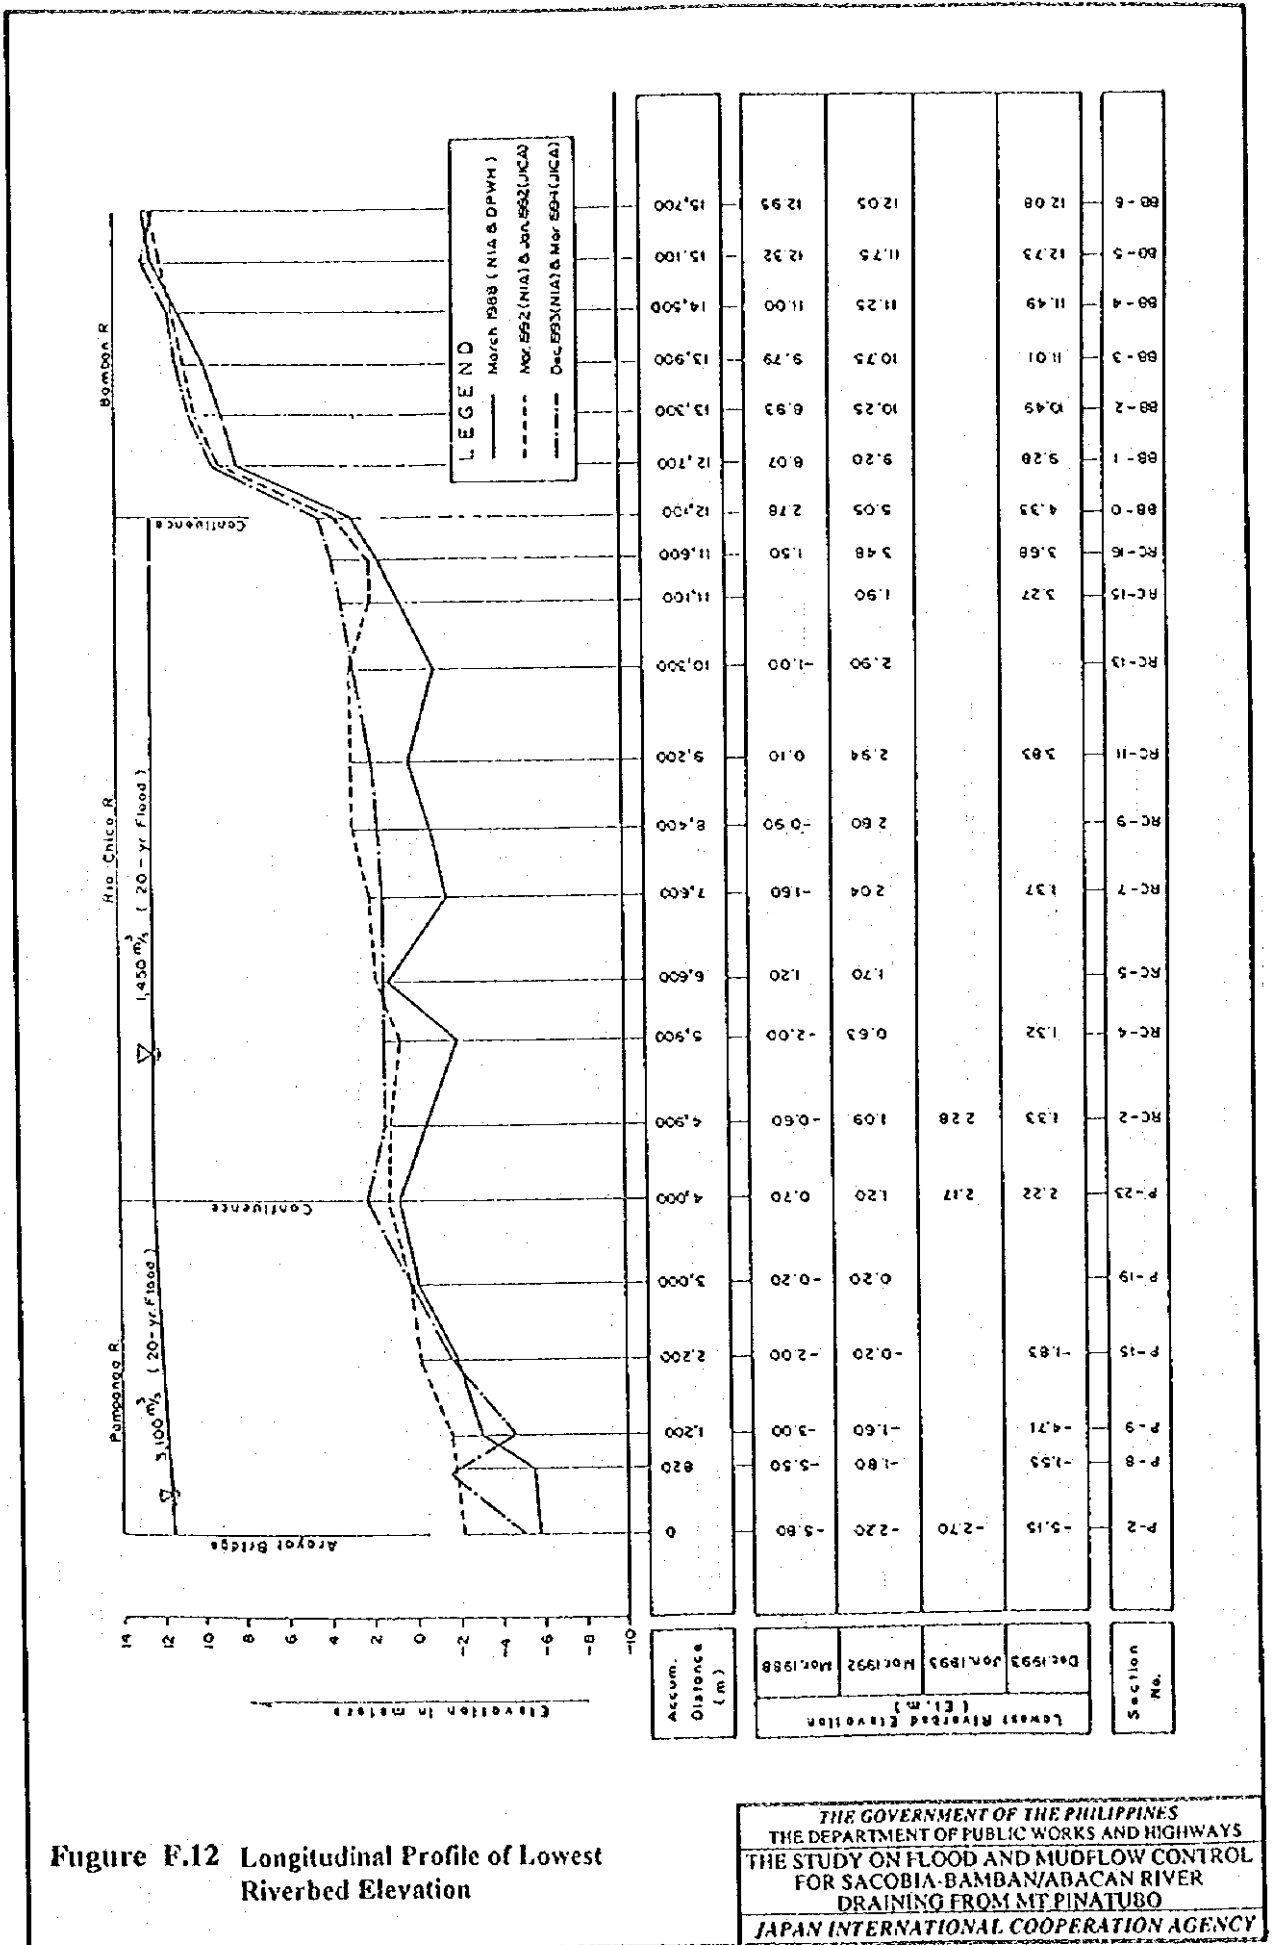 Bamban R
Rio Chico R
Pampanga R
1,450 m³/s ( 20 - yr Flood )
3,100 m³/s ( 20 - yr. Flood )
Confluence
Confluence
Arayat Bridge
LEGEND
March 1988 ( NIA & DPWH )
Mar. 1992 (NIA) & Jan. 1992 (JICA)
Dec. 1993 (NIA) & Mar 1994 (JICA)
Elevation in meters
14 12 10 8 6 4 2 0 -2 -4 -6 -8 -10
Accum. Distance (m)
0 820 1,200 2,200 3,000 4,000 4,900 5,900 6,600 7,600 8,400 9,200 10,300 11,100 11,600 12,100 12,700 13,300 13,900 14,500 15,100 15,700
Lowest Riverbed Elevation ( El. m )
Mar. 1988
-5.80 -5.50 -3.00 -2.00 -0.20 0.70 -0.60 -2.00 1.20 -1.60 -0.90 0.10 -1.00 1.50 2.78 8.07 8.93 9.79 11.00 12.32 12.95
Mar. 1992
-2.20 -1.80 -1.60 -0.20 0.20 1.20 1.09 0.63 1.70 2.04 2.80 2.94 2.90 1.90 3.48 5.05 9.20 10.25 10.75 11.25 11.75 12.05
Jan. 1993
-2.70 2.17 2.28
Dec. 1993
-5.15 -1.55 -4.71 -1.83 2.22 1.33 1.32 1.37 3.83 3.27 3.68 4.33 9.28 10.49 11.01 11.49 12.73 12.08
Section No.
P-2 P-8 P-9 P-15 P-19 P-23 RC-2 RC-4 RC-5 RC-7 RC-9 RC-11 RC-13 RC-15 RC-16 BB-0 BB-1 BB-2 BB-3 BB-4 BB-5 BB-6
Fugure F.12 Longitudinal Profile of Lowest
Riverbed Elevation
THE GOVERNMENT OF THE PHILIPPINES
THE DEPARTMENT OF PUBLIC WORKS AND HIGHWAYS
THE STUDY ON FLOOD AND MUDFLOW CONTROL
FOR SACOBIA-BAMBAN/ABACAN RIVER
DRAINING FROM MT PINATUBO
JAPAN INTERNATIONAL COOPERATION AGENCY